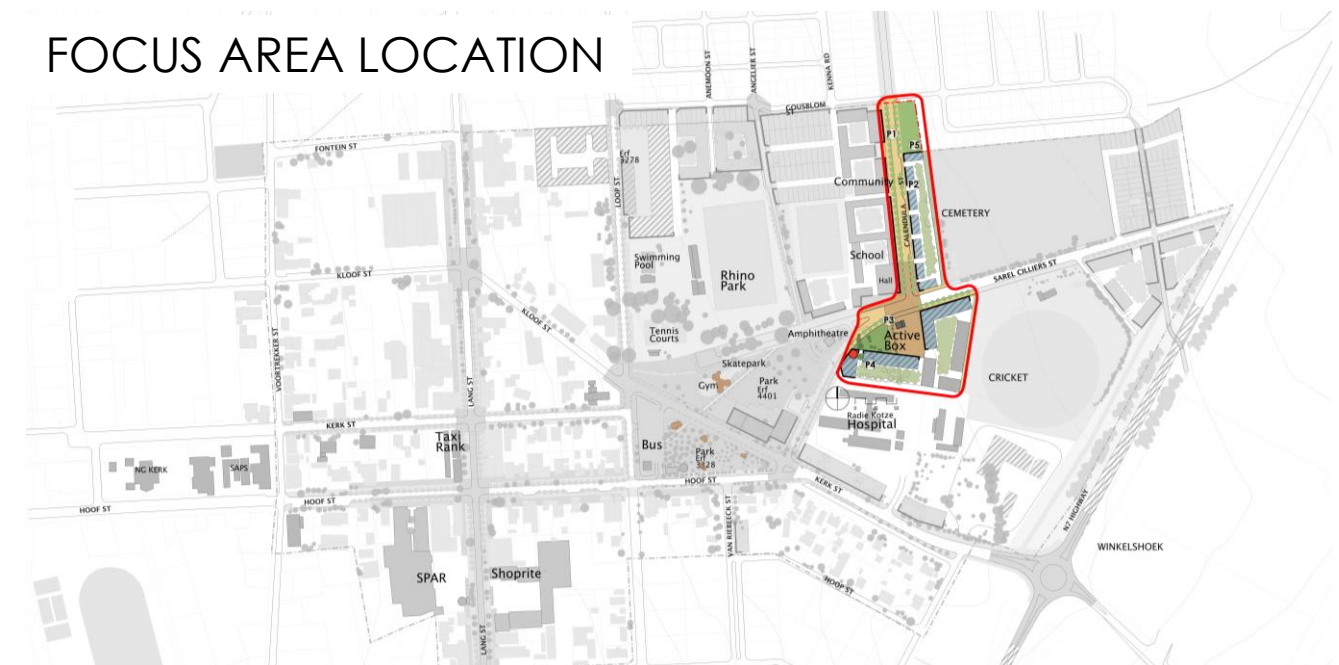 FOCUS AREA LOCATION
ANEMOON ST
ANGELIER ST
KENNA RD
GOUSBLOM
ST
P1
P5
FONTEIN ST
Erf
9278
LOOP ST
Community
ST
P2
CALENDULA
CEMETERY
Swimming
Pool
Rhino
Park
School
Hall
SAREL CILLIERS ST
KLOOF ST
KLOOF ST
VOORTREKKER ST
LANG ST
Tennis
Courts
Amphitheatre
P3
Active
Box
Skatepark
Gym
Park
Erf
4401
P4
CRICKET
Radie Kotze
Hospital
KERK ST
Taxi
Rank
Bus
Park
Erf
3328
NG KERK
SAPS
HOOF ST
HOOF ST
HOOF ST
KERK ST
VAN RIEBEECK ST
N7 HIGHWAY
WINKELSHOEK
SPAR
Shoprite
HOOP ST
LANG ST